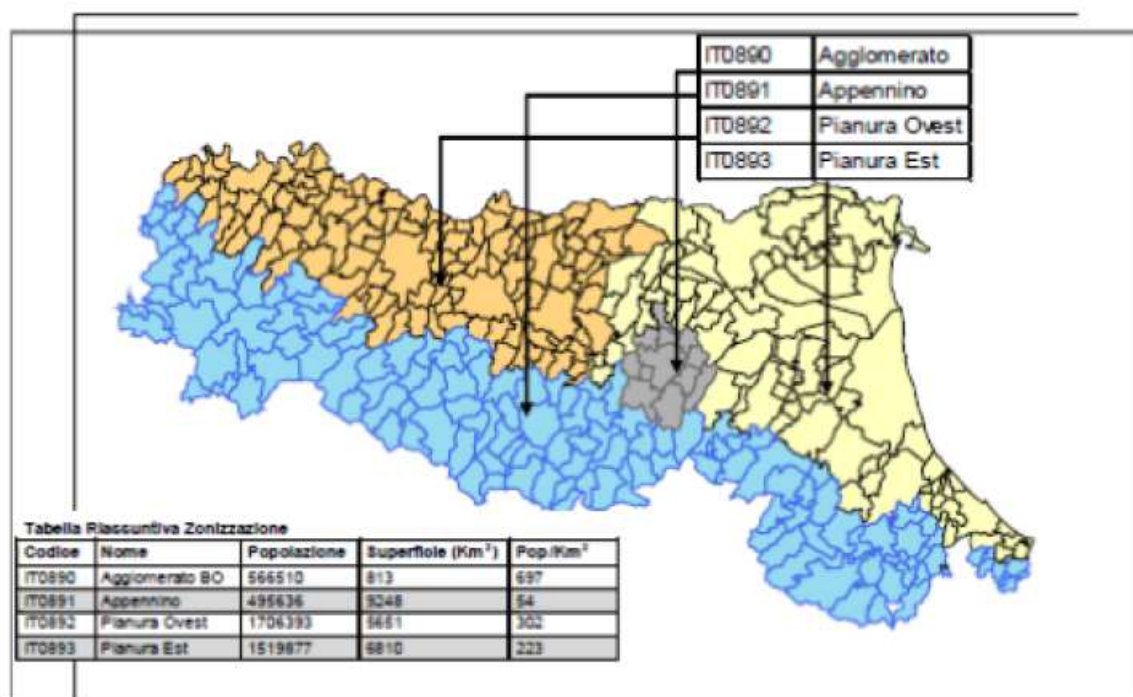 IT0890 Agglomerato
IT0891 Appennino
IT0892 Pianura Ovest
IT0893 Pianura Est
Tabella Riassuntiva Zonizzazione
Codice Nome Popolazione Superficie (Km²) Pop/Km²
IT0890 Agglomerato BO 566510 813 697
IT0891 Appennino 495636 9248 54
IT0892 Pianura Ovest 1706393 5651 302
IT0893 Pianura Est 1519877 6810 223